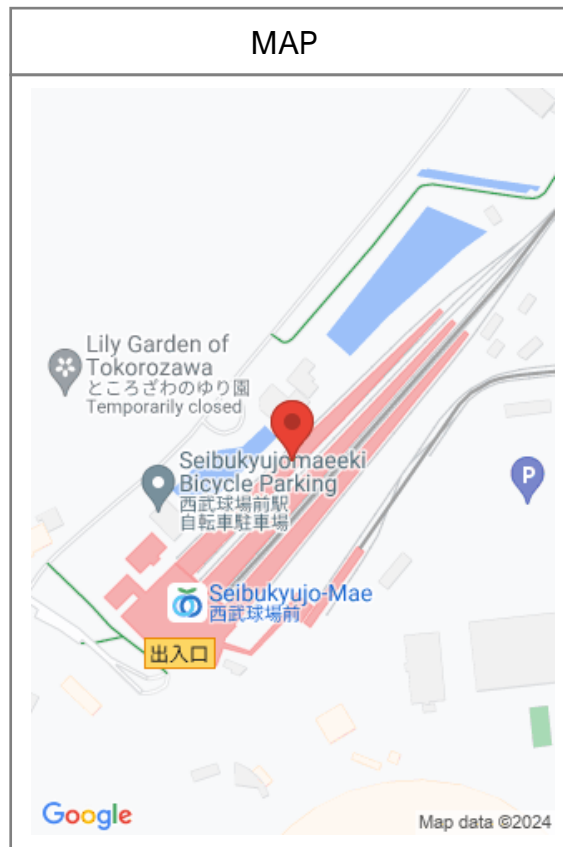 MAP
Lily Garden of
Tokorozawa
ところざわのゆり園
Temporarily closed
Seibukyujomaeeki
Bicycle Parking
西武球場前駅
自転車駐車場
P
Seibukyujo-Mae
西武球場前
出入口
Google
Map data ©2024